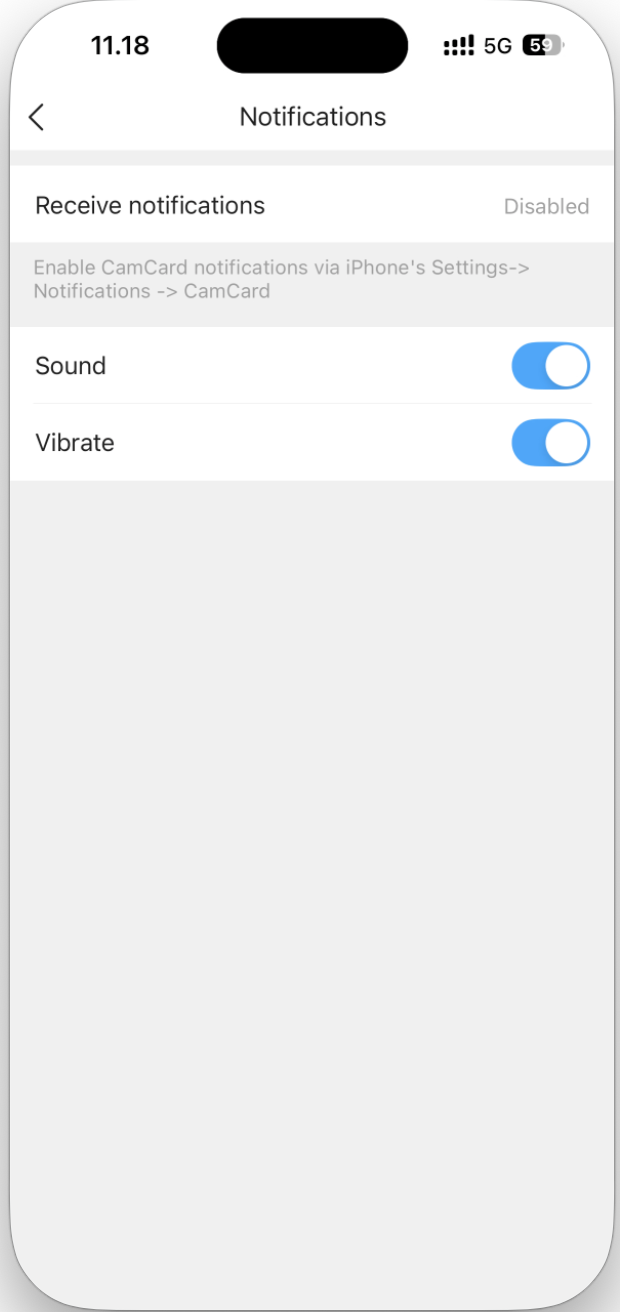 11.18 5G 59
Notifications
Receive notifications Disabled
Enable CamCard notifications via iPhone's Settings->
Notifications -> CamCard
Sound
Vibrate